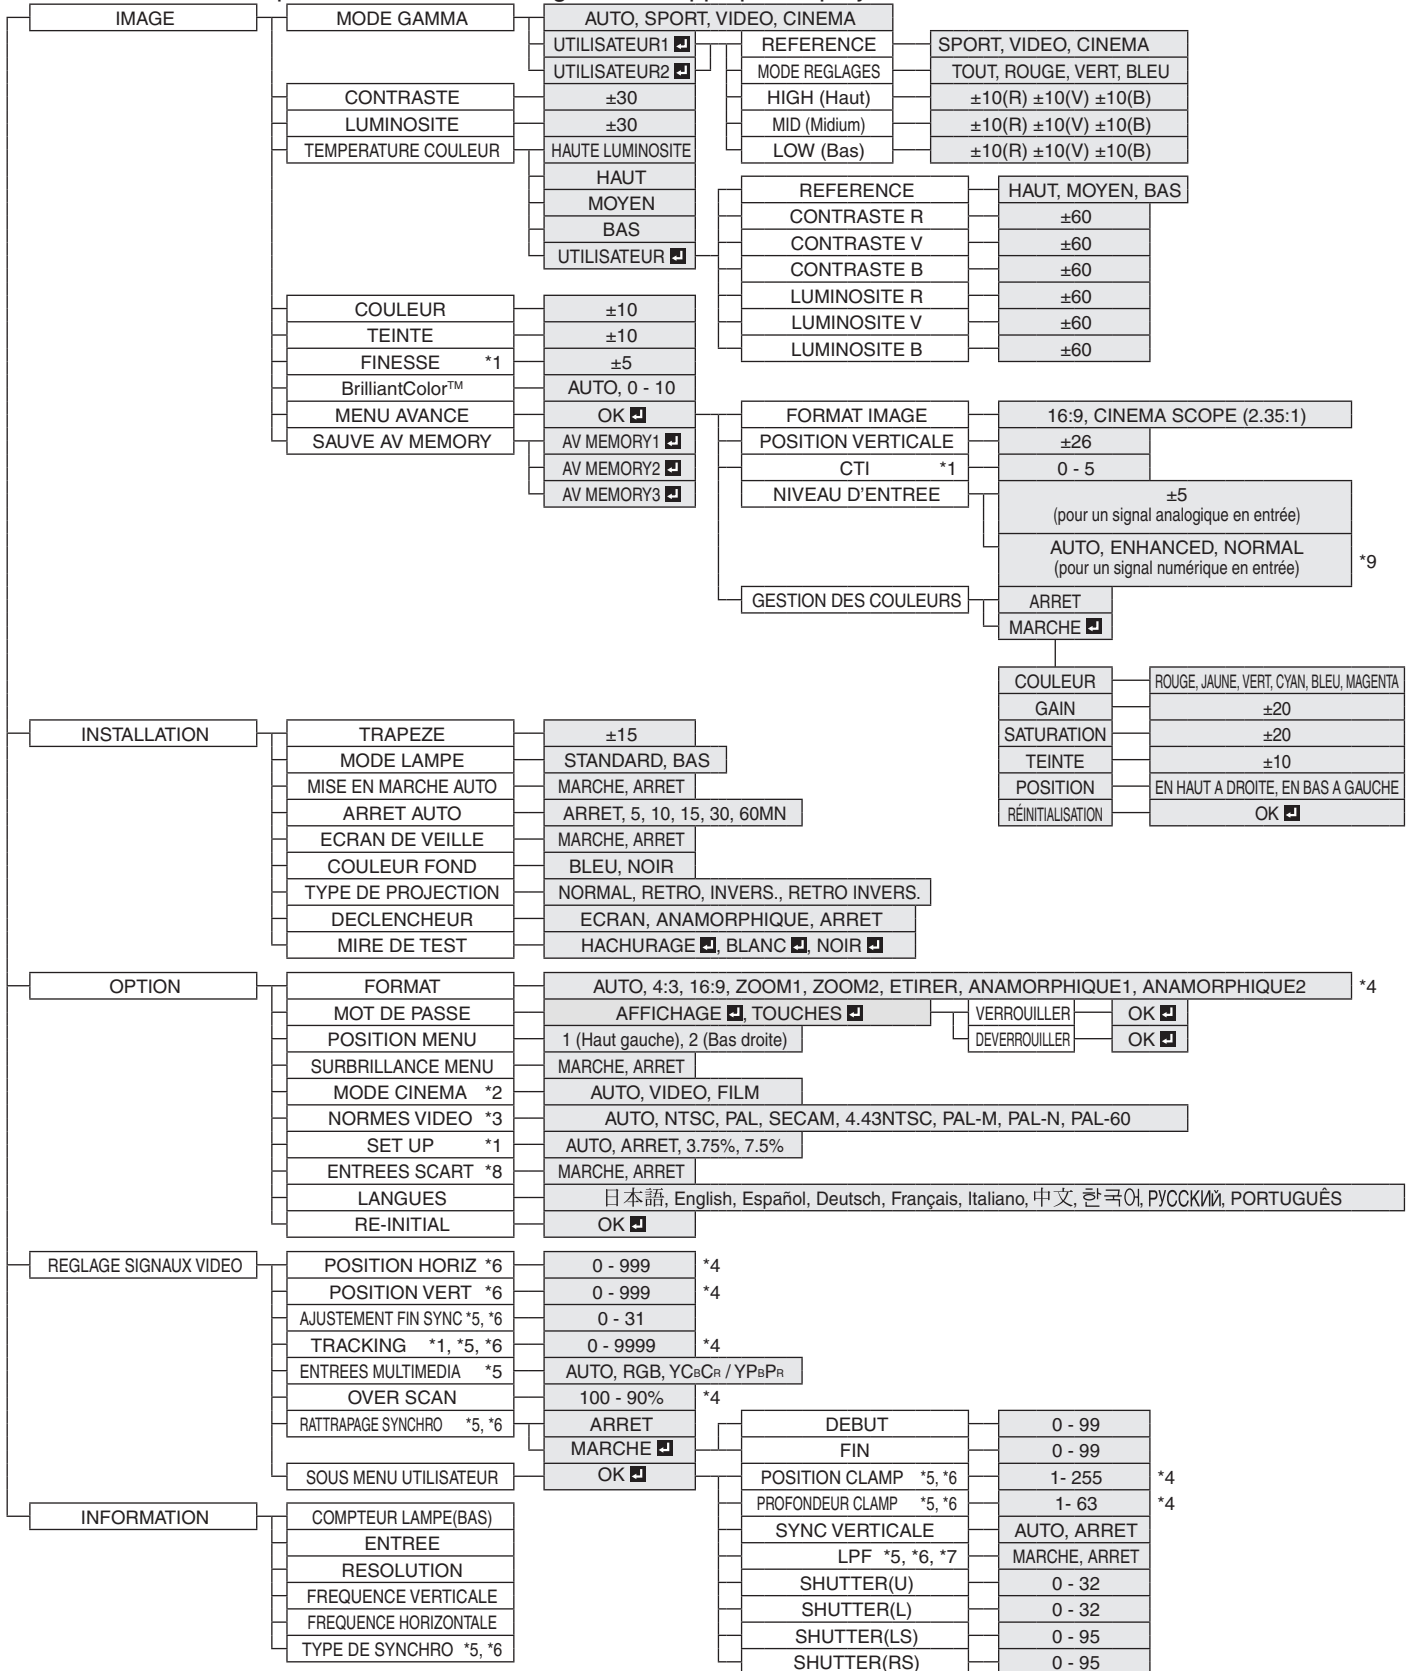 IMAGE MODE GAMMA AUTO, SPORT, VIDEO, CINEMA
UTILISATEUR1 REFERENCE SPORT, VIDEO, CINEMA
UTILISATEUR2 MODE REGLAGES TOUT, ROUGE, VERT, BLEU
CONTRASTE ±30 HIGH (Haut) ±10(R) ±10(V) ±10(B)
LUMINOSITE ±30 MID (Midium) ±10(R) ±10(V) ±10(B)
TEMPERATURE COULEUR HAUTE LUMINOSITE LOW (Bas) ±10(R) ±10(V) ±10(B)
HAUT
REFERENCE HAUT, MOYEN, BAS
MOYEN
CONTRASTE R ±60
BAS
CONTRASTE V ±60
UTILISATEUR
CONTRASTE B ±60
LUMINOSITE R ±60
COULEUR ±10
LUMINOSITE V ±60
TEINTE ±10
LUMINOSITE B ±60
FINESSE *1 ±5
BrilliantColor™ AUTO, 0 - 10
MENU AVANCE OK FORMAT IMAGE 16:9, CINEMA SCOPE (2.35:1)
SAUVE AV MEMORY AV MEMORY1 POSITION VERTICALE ±26
AV MEMORY2 CTI *1 0 - 5
AV MEMORY3 NIVEAU D'ENTREE ±5
(pour un signal analogique en entrée)
AUTO, ENHANCED, NORMAL
(pour un signal numérique en entrée) *9
GESTION DES COULEURS ARRET
MARCHE
COULEUR ROUGE, JAUNE, VERT, CYAN, BLEU, MAGENTA
GAIN ±20
INSTALLATION TRAPEZE ±15 SATURATION ±20
MODE LAMPE STANDARD, BAS TEINTE ±10
MISE EN MARCHE AUTO MARCHE, ARRET POSITION EN HAUT A DROITE, EN BAS A GAUCHE
ARRET AUTO ARRET, 5, 10, 15, 30, 60MN RÉINITIALISATION OK
ECRAN DE VEILLE MARCHE, ARRET
COULEUR FOND BLEU, NOIR
TYPE DE PROJECTION NORMAL, RETRO, INVERS., RETRO INVERS.
DECLENCHEUR ECRAN, ANAMORPHIQUE, ARRET
MIRE DE TEST HACHURAGE , BLANC , NOIR
OPTION FORMAT AUTO, 4:3, 16:9, ZOOM1, ZOOM2, ETIRER, ANAMORPHIQUE1, ANAMORPHIQUE2 *4
MOT DE PASSE AFFICHAGE , TOUCHES VERROUILLER OK
POSITION MENU 1 (Haut gauche), 2 (Bas droite) DEVERROUILLER OK
SURBRILLANCE MENU MARCHE, ARRET
MODE CINEMA *2 AUTO, VIDEO, FILM
NORMES VIDEO *3 AUTO, NTSC, PAL, SECAM, 4.43NTSC, PAL-M, PAL-N, PAL-60
SET UP *1 AUTO, ARRET, 3.75%, 7.5%
ENTREES SCART *8 MARCHE, ARRET
LANGUES 日本語, English, Español, Deutsch, Français, Italiano, 中文, 한국어, РУССКИЙ, PORTUGUÊS
RE-INITIAL OK
REGLAGE SIGNAUX VIDEO POSITION HORIZ *6 0 - 999 *4
POSITION VERT *6 0 - 999 *4
AJUSTEMENT FIN SYNC *5, *6 0 - 31
TRACKING *1, *5, *6 0 - 9999 *4
ENTREES MULTIMEDIA *5 AUTO, RGB, YCBCR / YPBPR
OVER SCAN 100 - 90% *4
RATTRAPAGE SYNCHRO *5, *6 ARRET DEBUT 0 - 99
MARCHE FIN 0 - 99
SOUS MENU UTILISATEUR OK POSITION CLAMP *5, *6 1- 255 *4
PROFONDEUR CLAMP *5, *6 1- 63 *4
INFORMATION COMPTEUR LAMPE(BAS) SYNC VERTICALE AUTO, ARRET
ENTREE LPF *5, *6, *7 MARCHE, ARRET
RESOLUTION SHUTTER(U) 0 - 32
FREQUENCE VERTICALE SHUTTER(L) 0 - 32
FREQUENCE HORIZONTALE SHUTTER(LS) 0 - 95
TYPE DE SYNCHRO *5, *6 SHUTTER(RS) 0 - 95